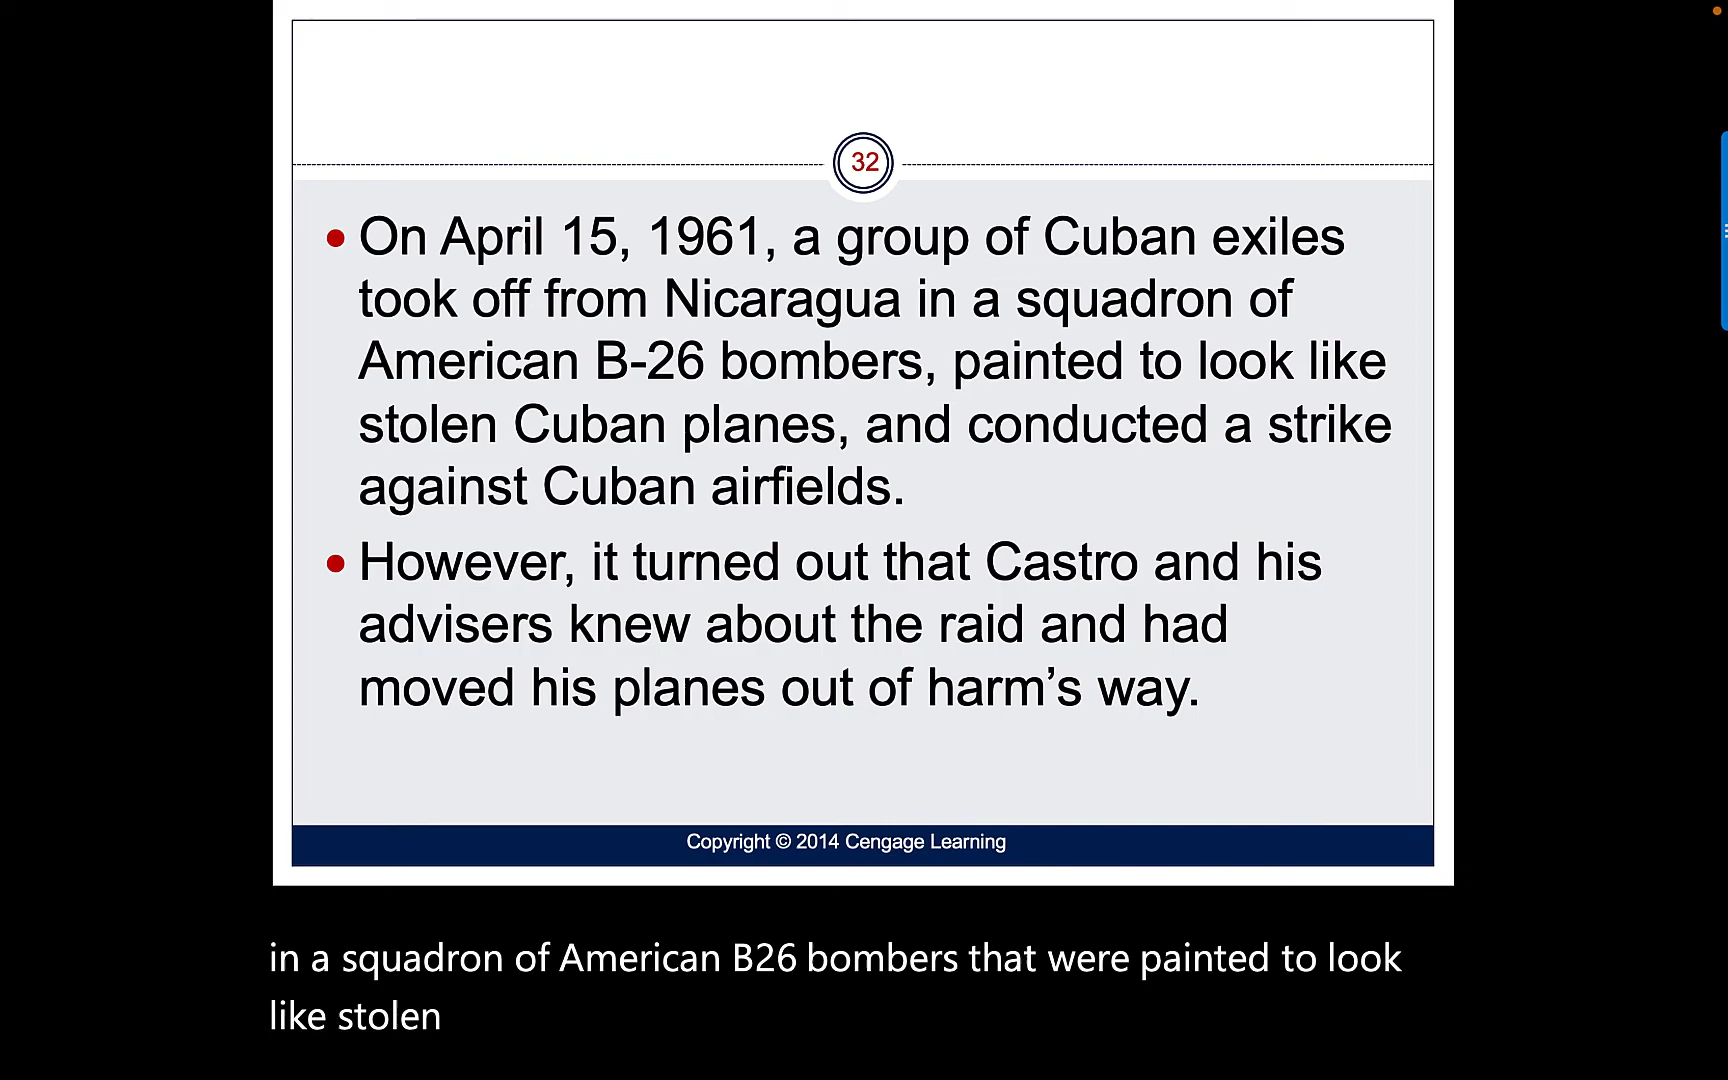 32
• On April 15, 1961, a group of Cuban exiles
took off from Nicaragua in a squadron of
American B-26 bombers, painted to look like
stolen Cuban planes, and conducted a strike
against Cuban airfields.
• However, it turned out that Castro and his
advisers knew about the raid and had
moved his planes out of harm’s way.
Copyright © 2014 Cengage Learning
in a squadron of American B26 bombers that were painted to look
like stolen